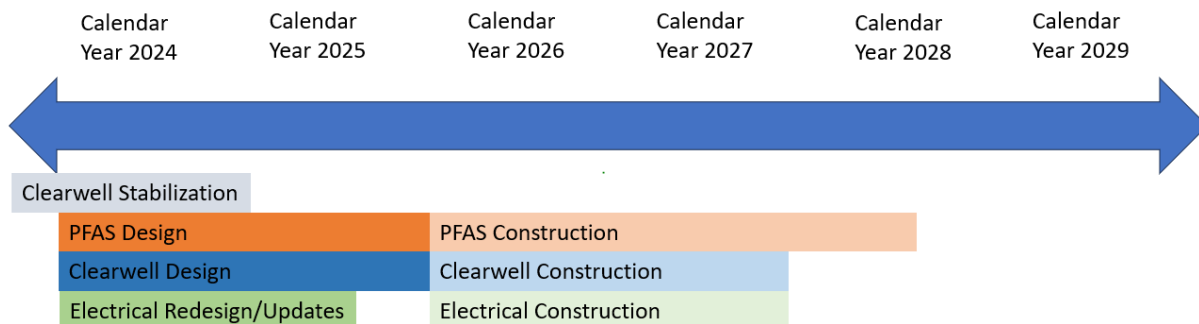 Calendar Year 2024
Calendar Year 2025
Calendar Year 2026
Calendar Year 2027
Calendar Year 2028
Calendar Year 2029
Clearwell Stabilization
PFAS Design
PFAS Construction
Clearwell Design
Clearwell Construction
Electrical Redesign/Updates
Electrical Construction